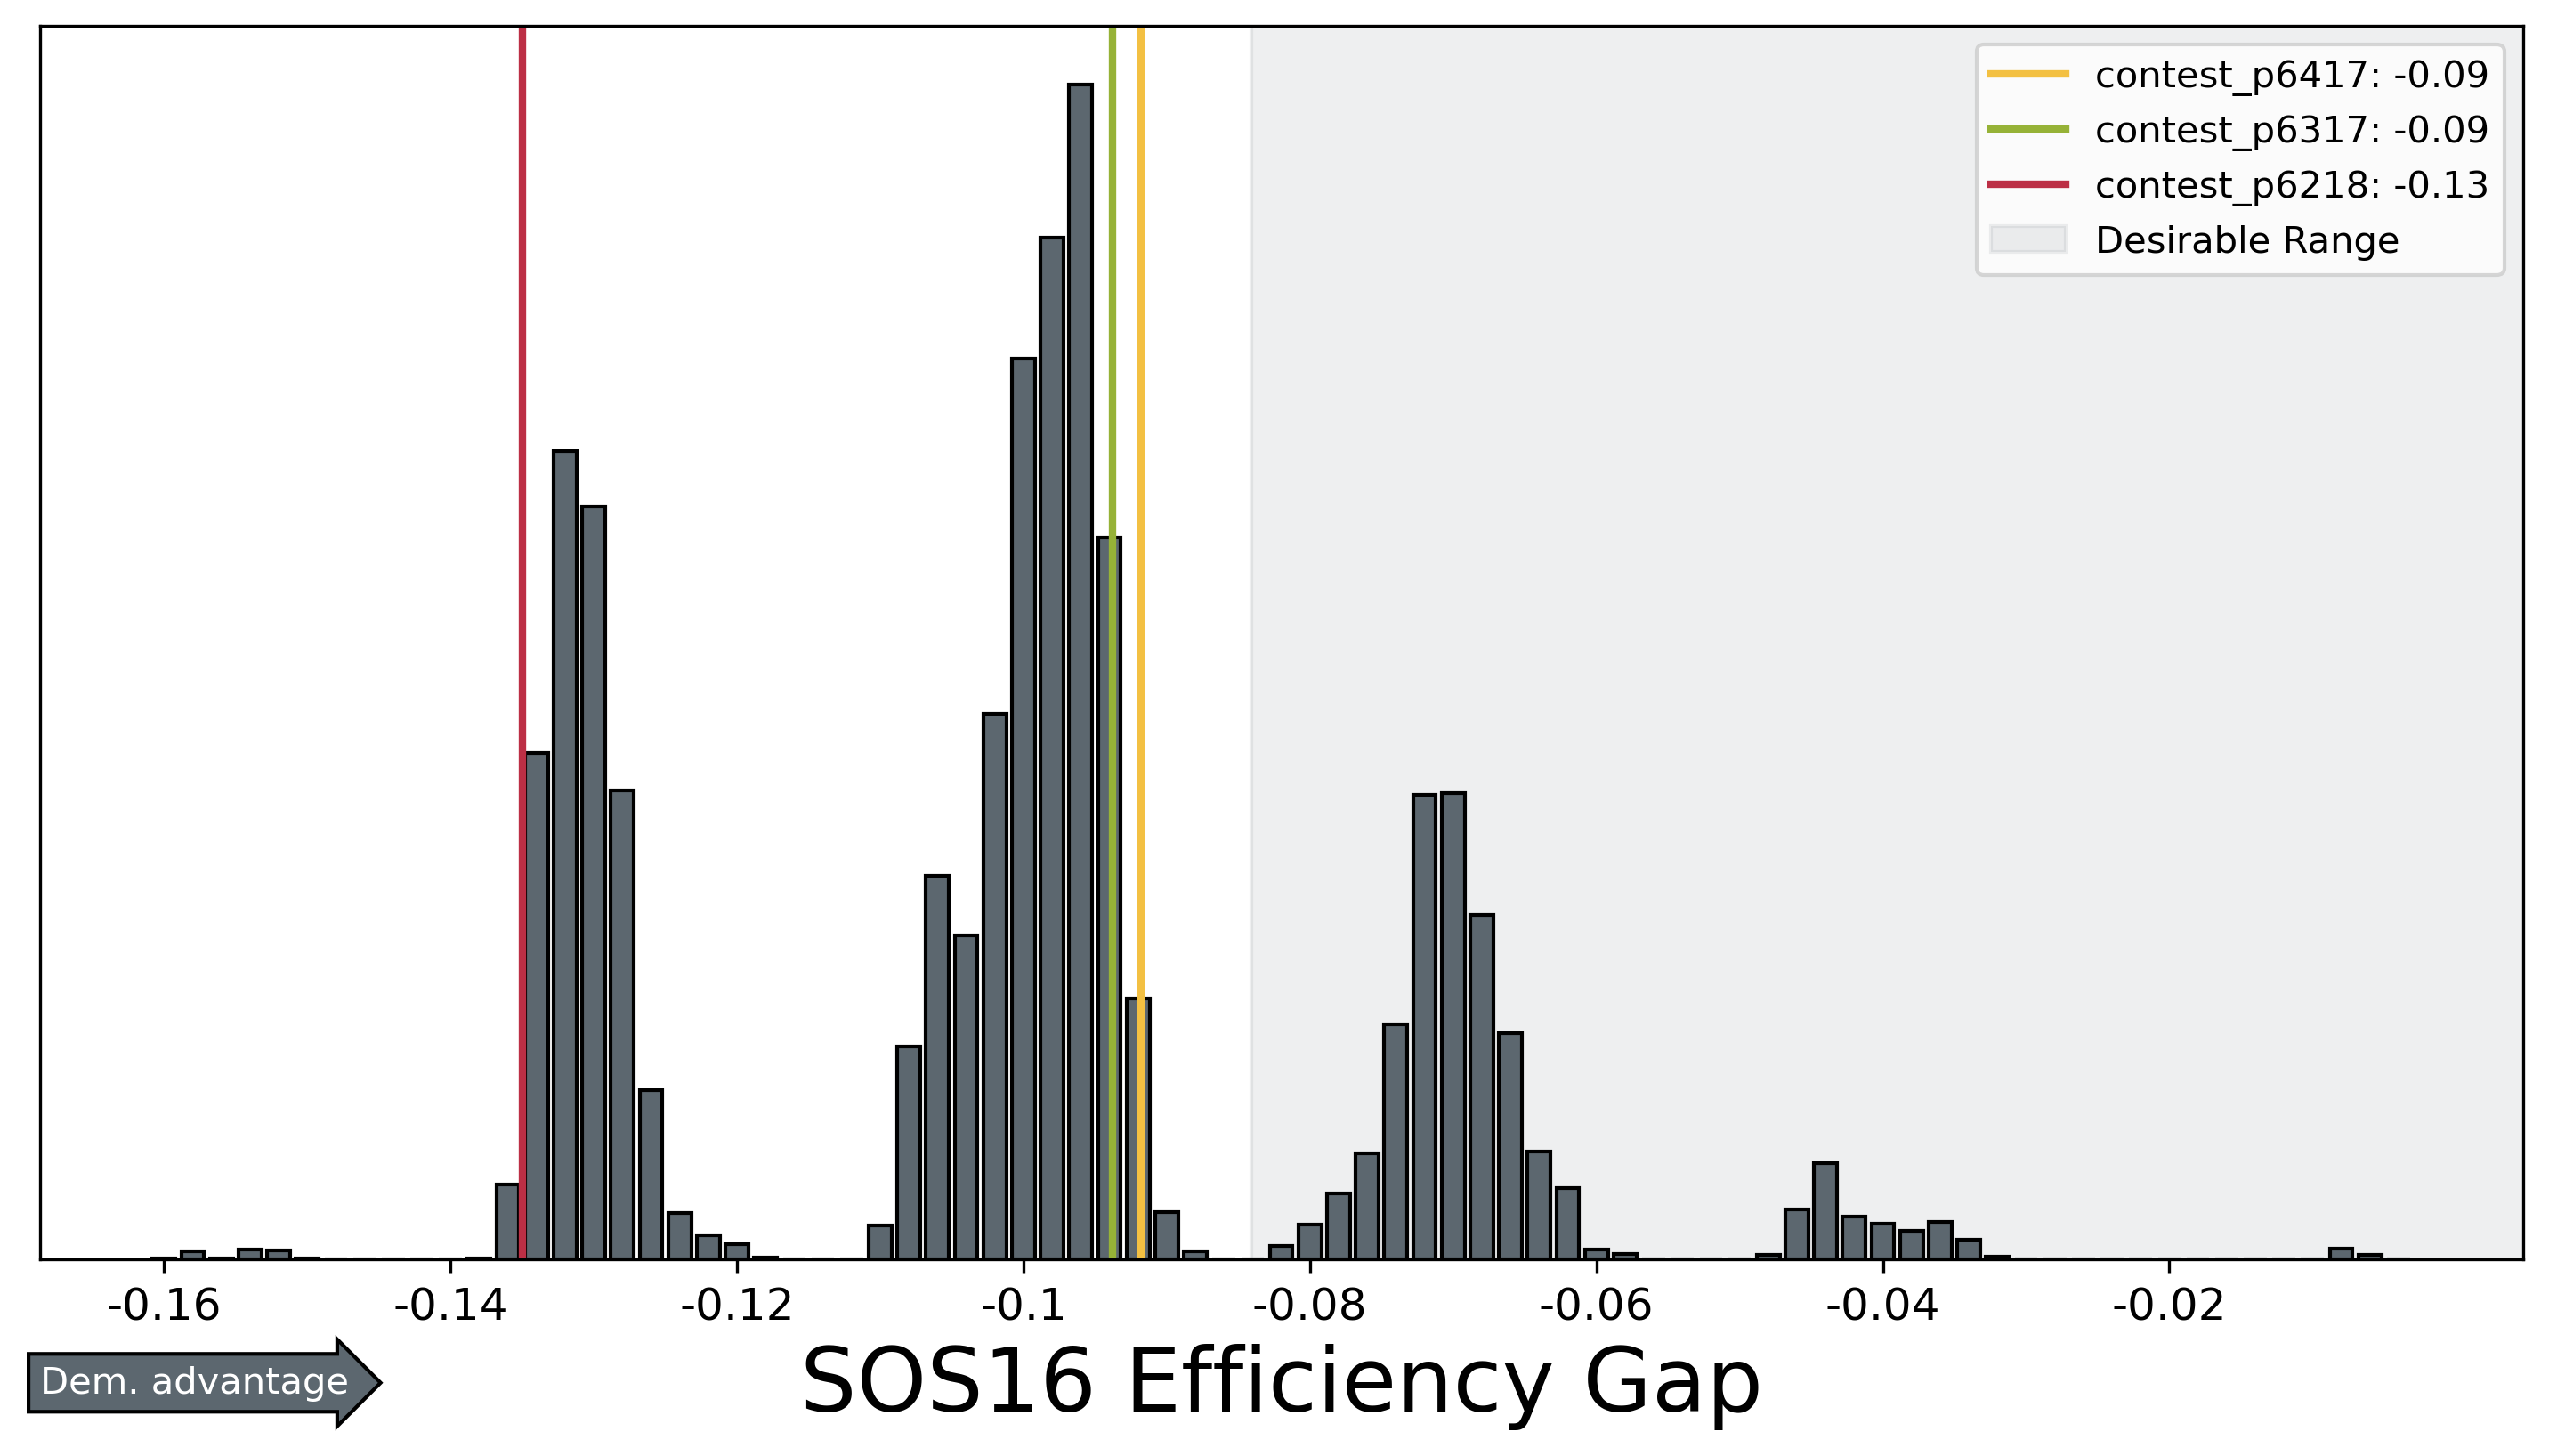 contest_p6417: -0.09
contest_p6317: -0.09
contest_p6218: -0.13
Desirable Range
-0.16 -0.14 -0.12 -0.1 -0.08 -0.06 -0.04 -0.02
Dem. advantage
SOS16 Efficiency Gap